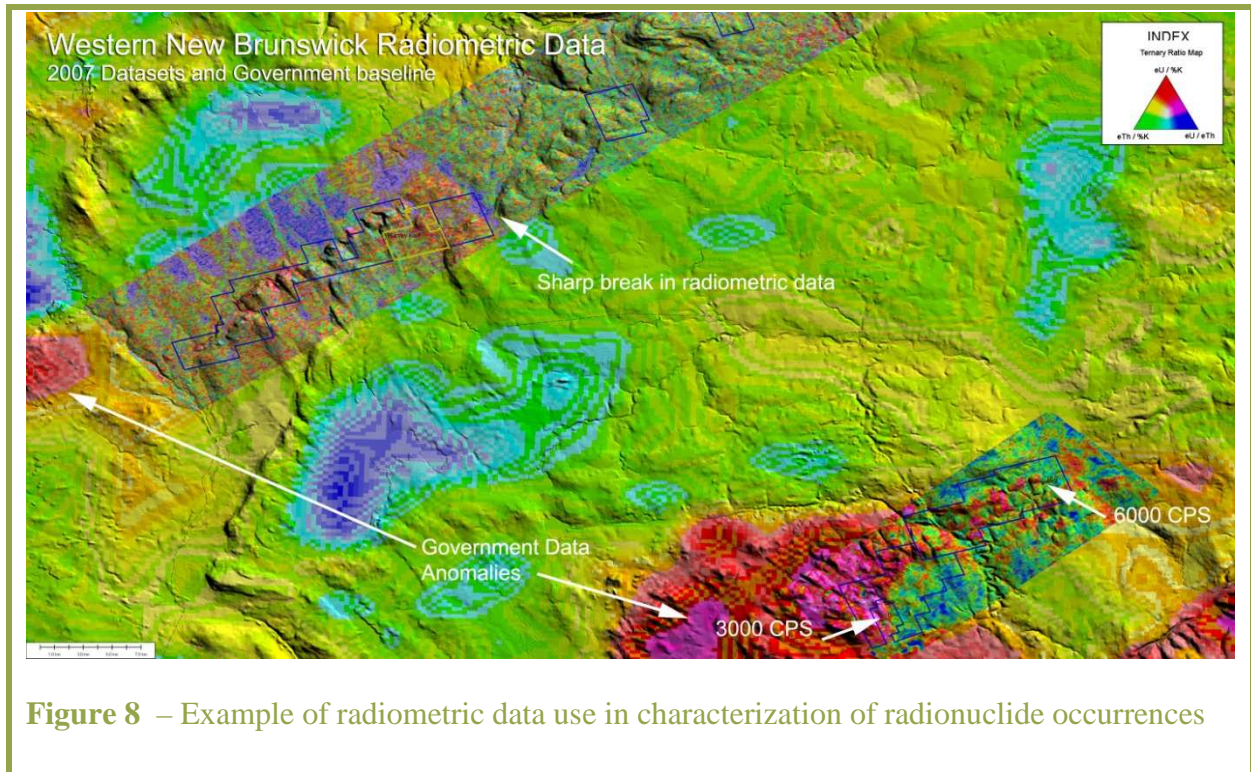 Western New Brunswick Radiometric Data
2007 Datasets and Government baseline
INDEX
Ternary Ratio Map
eU / %K
eTh / %K
eU / eTh
Sharp break in radiometric data
6000 CPS
Government Data
Anomalies
3000 CPS
Figure 8 – Example of radiometric data use in characterization of radionuclide occurrences